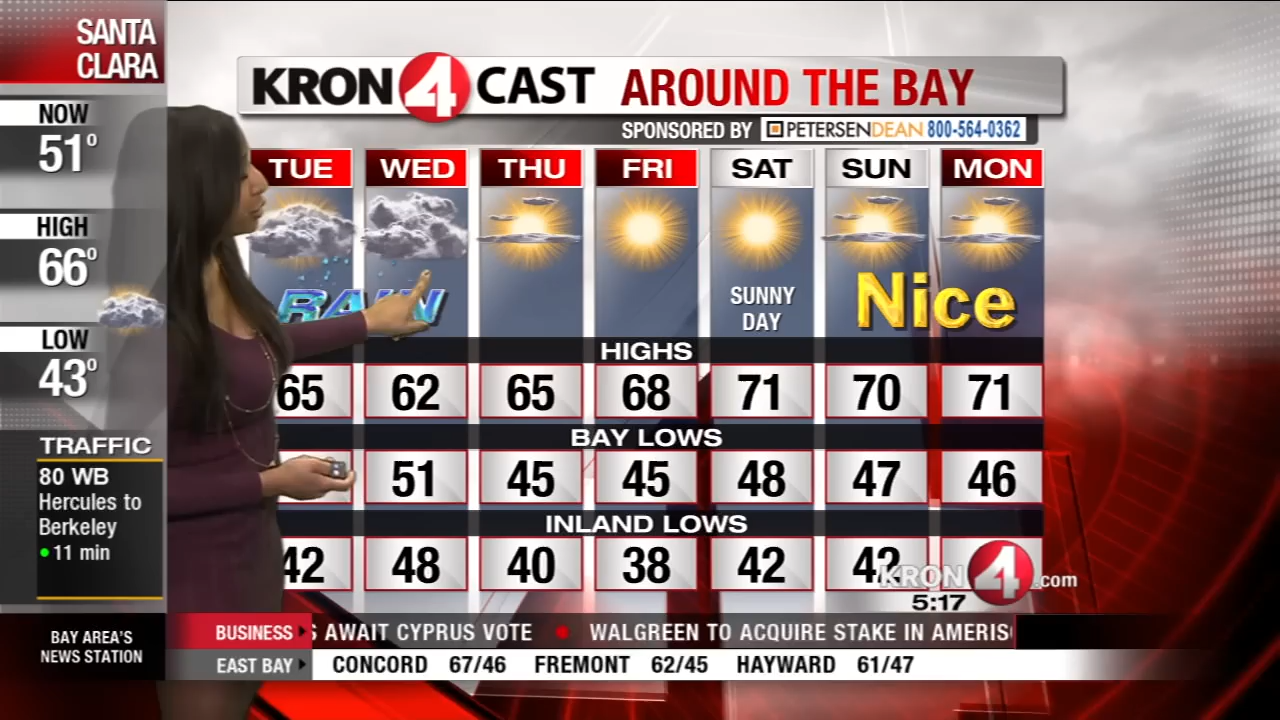 SANTA
CLARA
NOW
51°
HIGH
66°
LOW
43°
TRAFFIC
80 WB
Hercules to
Berkeley
11 min
BAY AREA'S
NEWS STATION
KRON 4 CAST AROUND THE BAY
SPONSORED BY PETERSENDEAN 800-564-0362
TUE WED THU FRI SAT SUN MON
RAIN
SUNNY
DAY
Nice
HIGHS
65 62 65 68 71 70 71
BAY LOWS
51 45 45 48 47 46
INLAND LOWS
42 48 40 38 42 42
KRON 4 .com
5:17
BUSINESS S AWAIT CYPRUS VOTE • WALGREEN TO ACQUIRE STAKE IN AMERIS
EAST BAY CONCORD 67/46 FREMONT 62/45 HAYWARD 61/47